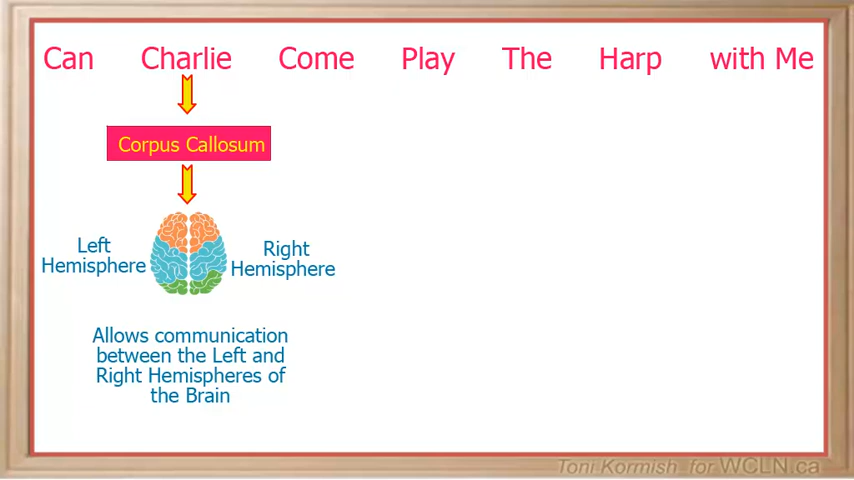 Can Charlie Come Play The Harp with Me
Corpus Callosum
Left
Hemisphere
Right
Hemisphere
Allows communication
between the Left and
Right Hemispheres of
the Brain
Toni Kormish for WCLN.ca